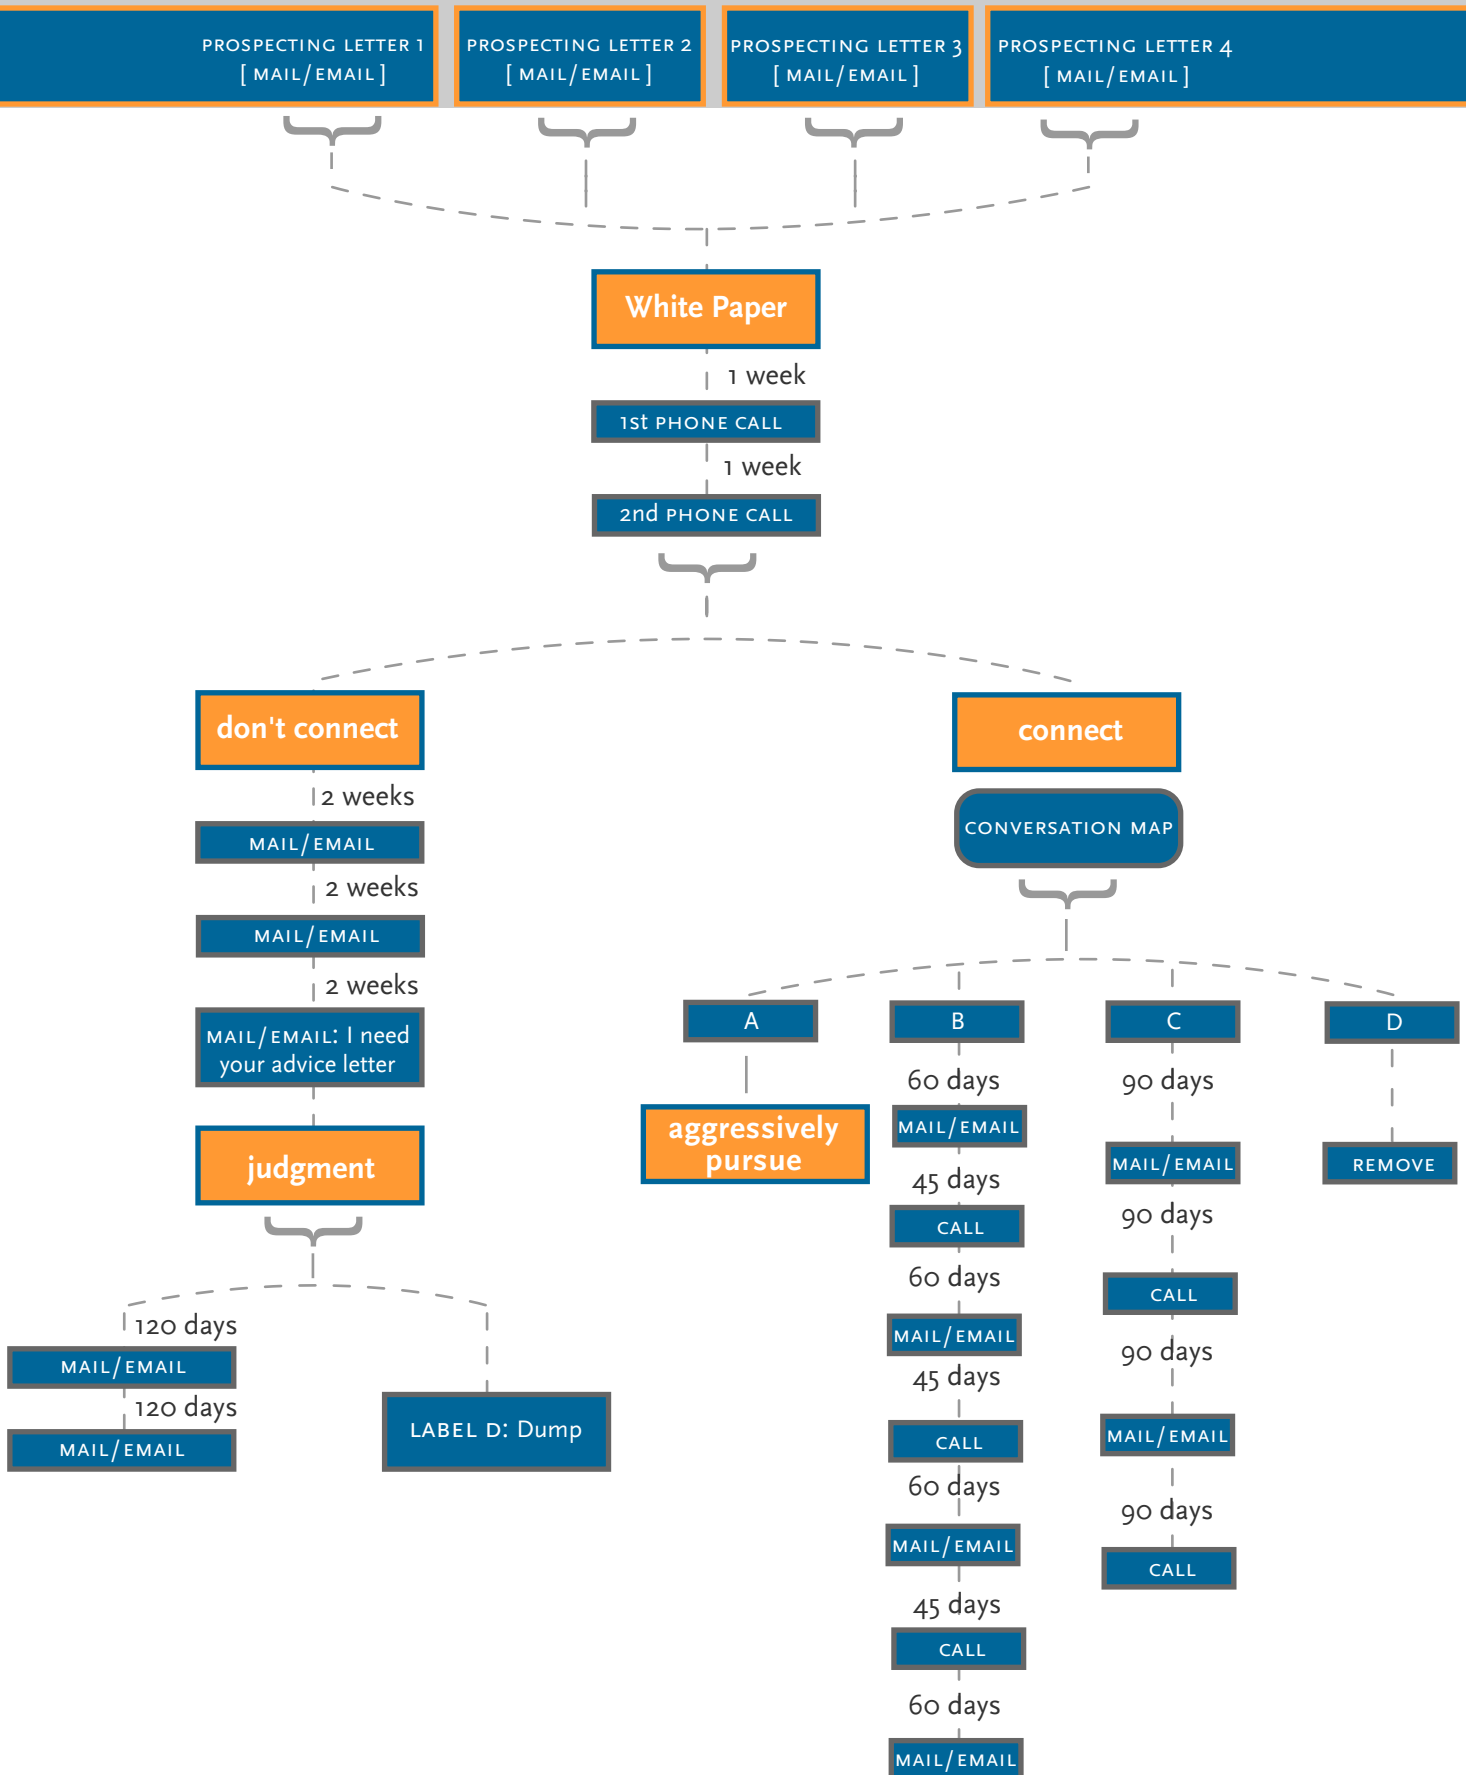 PROSPECTING LETTER 1
[ MAIL/EMAIL ]
PROSPECTING LETTER 2
[ MAIL/EMAIL ]
PROSPECTING LETTER 3
[ MAIL/EMAIL ]
PROSPECTING LETTER 4
[ MAIL/EMAIL ]
White Paper
1 week
1st PHONE CALL
1 week
2nd PHONE CALL
don't connect
2 weeks
MAIL/EMAIL
2 weeks
MAIL/EMAIL
2 weeks
MAIL/EMAIL: I need
your advice letter
judgment
120 days
MAIL/EMAIL
120 days
MAIL/EMAIL
LABEL D: Dump
connect
CONVERSATION MAP
A
aggressively
pursue
B
60 days
MAIL/EMAIL
45 days
CALL
60 days
MAIL/EMAIL
45 days
CALL
60 days
MAIL/EMAIL
45 days
CALL
60 days
MAIL/EMAIL
C
90 days
MAIL/EMAIL
90 days
CALL
90 days
MAIL/EMAIL
90 days
CALL
D
REMOVE